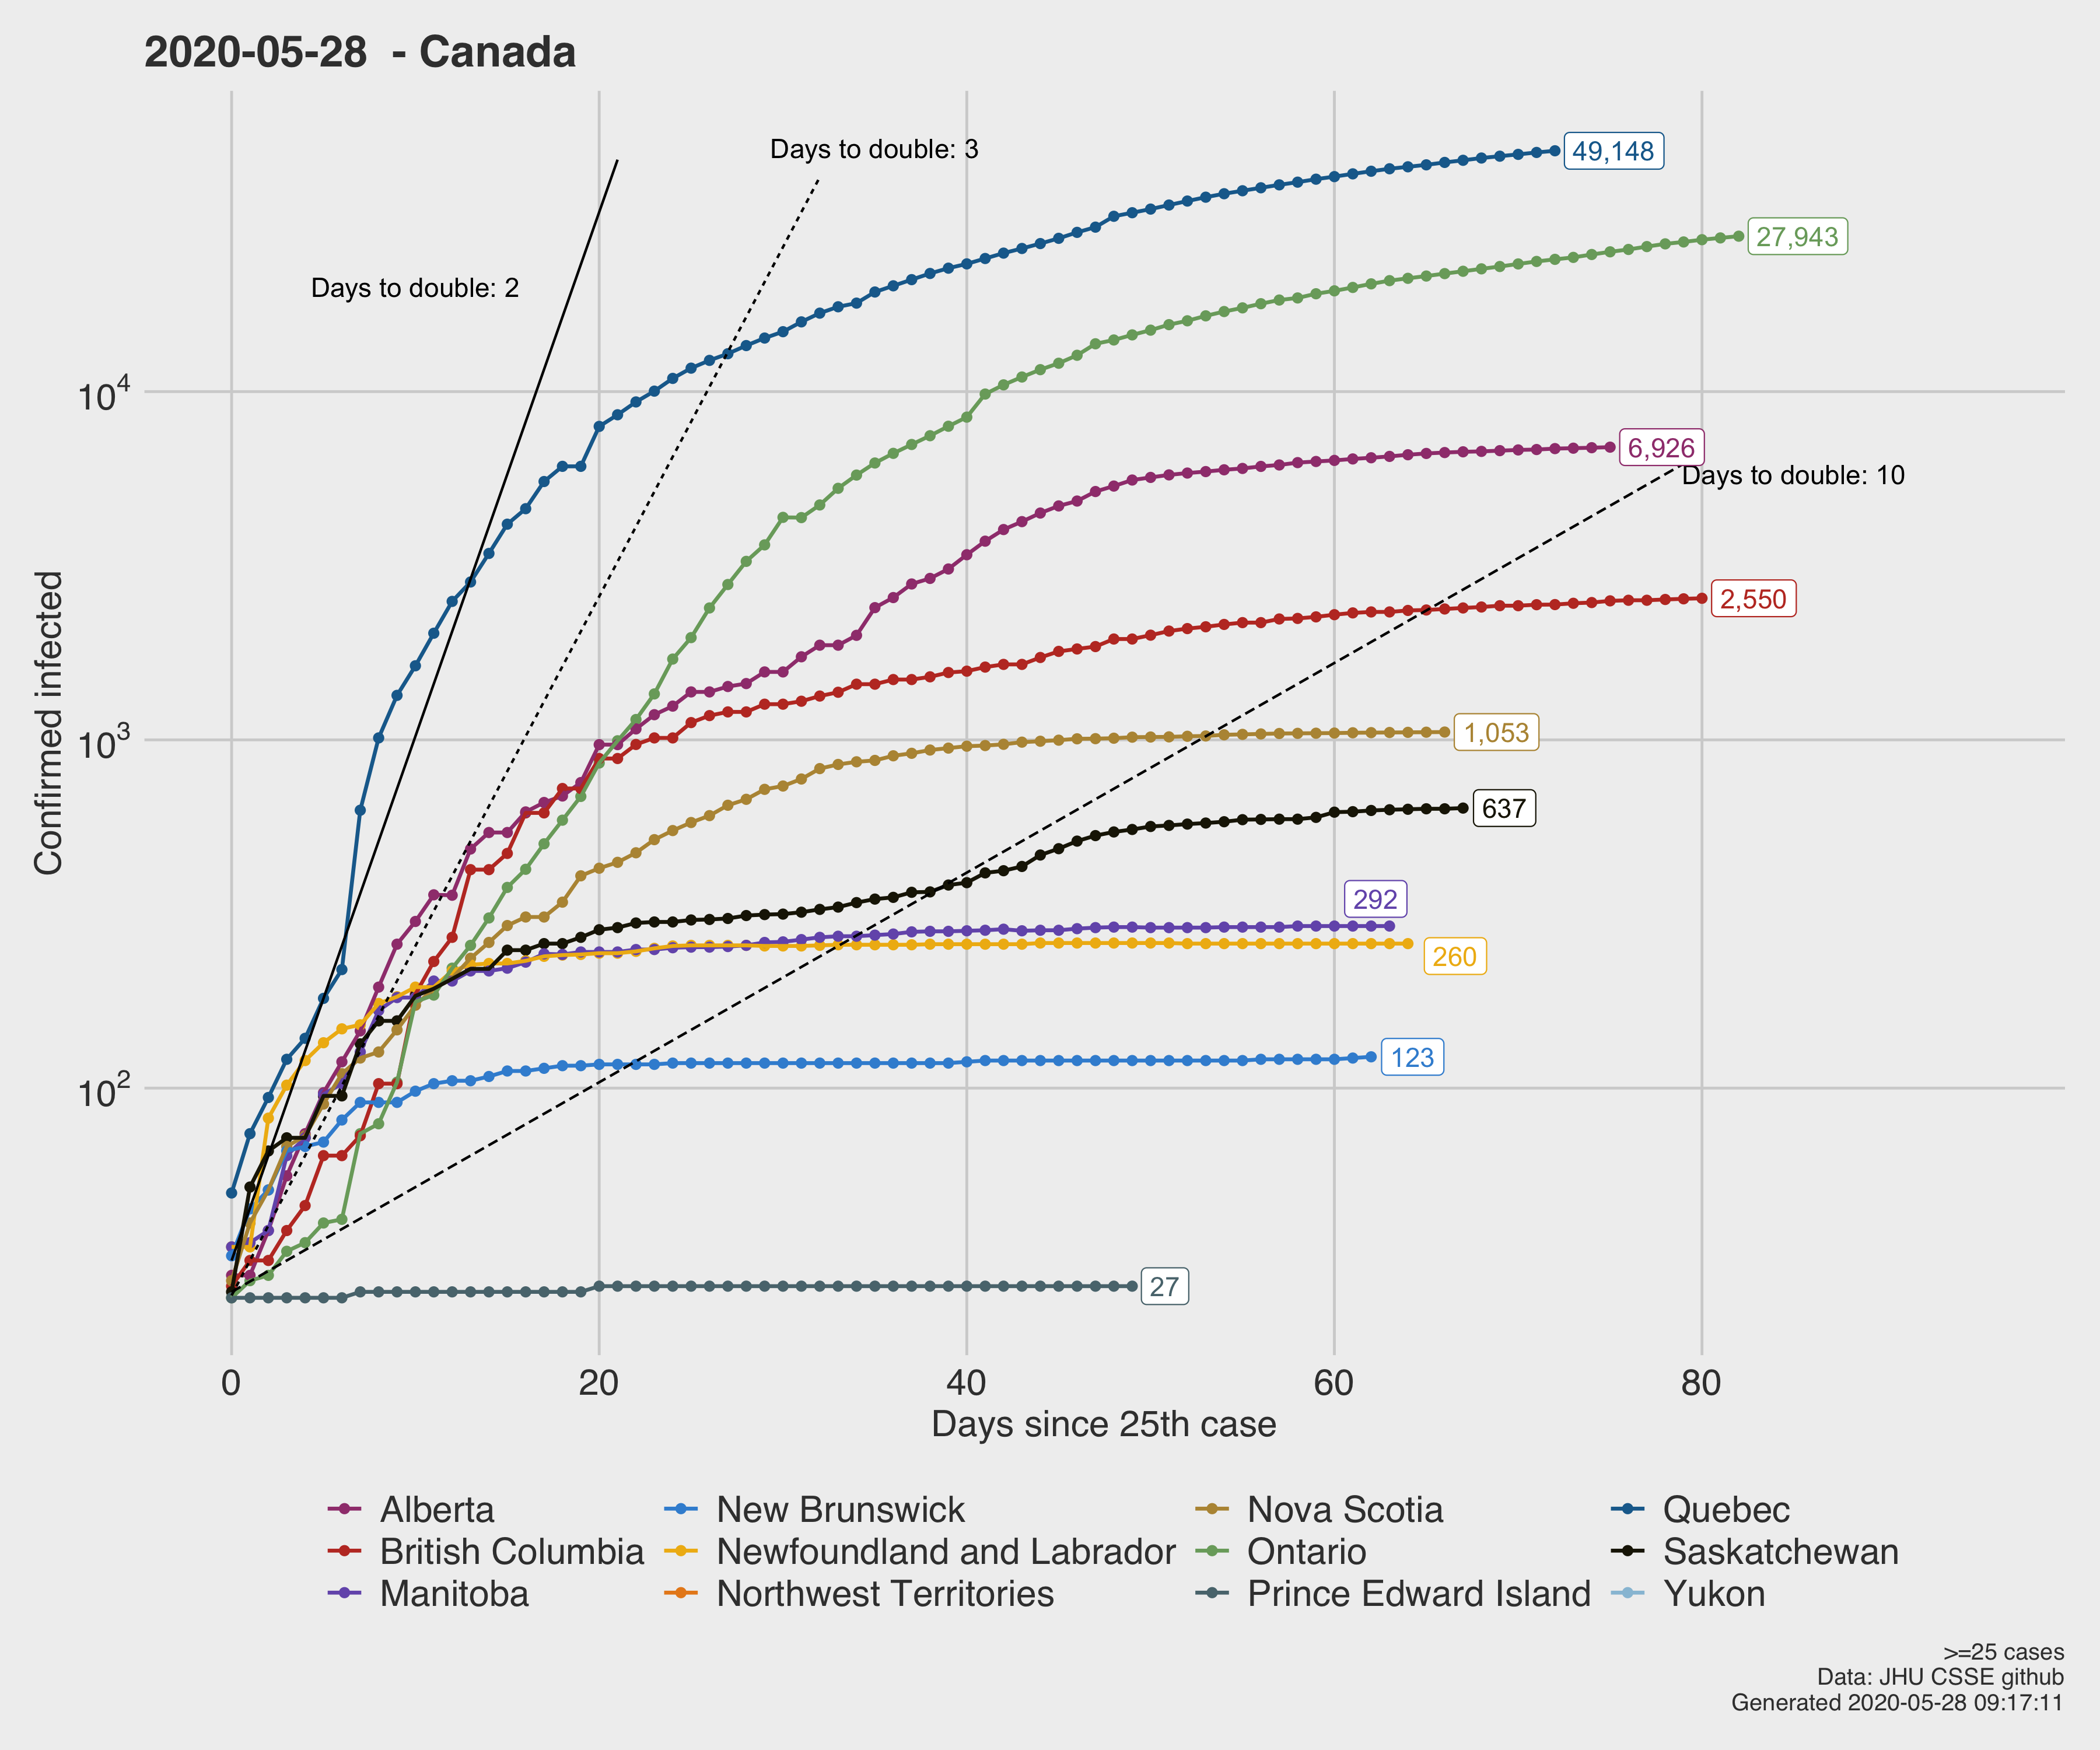 2020-05-28  - Canada
Days to double: 3
49,148
27,943
Days to double: 2
10^4
6,926
Days to double: 10
2,550
Confirmed infected
10^3
1,053
637
292
260
10^2
123
27
0 20 40 60 80
Days since 25th case
Alberta New Brunswick Nova Scotia Quebec
British Columbia Newfoundland and Labrador Ontario Saskatchewan
Manitoba Northwest Territories Prince Edward Island Yukon
>=25 cases
Data: JHU CSSE github
Generated 2020-05-28 09:17:11